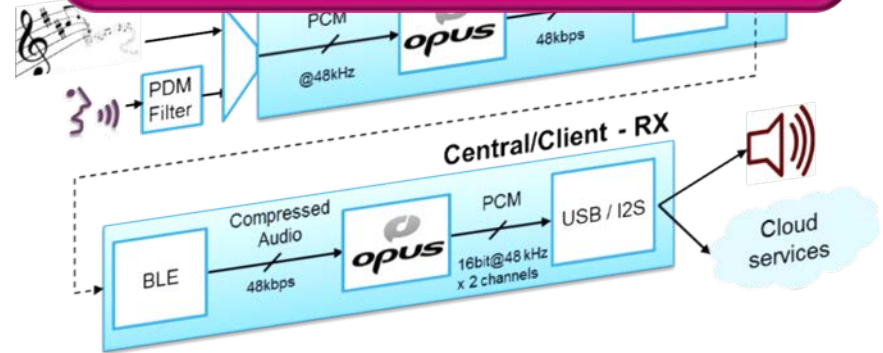 PCM
opus
48kbps
@48kHz
PDM
Filter
Central/Client - RX
BLE
Compressed
Audio
48kbps
opus
PCM
16bit@48 kHz
x 2 channels
USB / I2S
Cloud
services